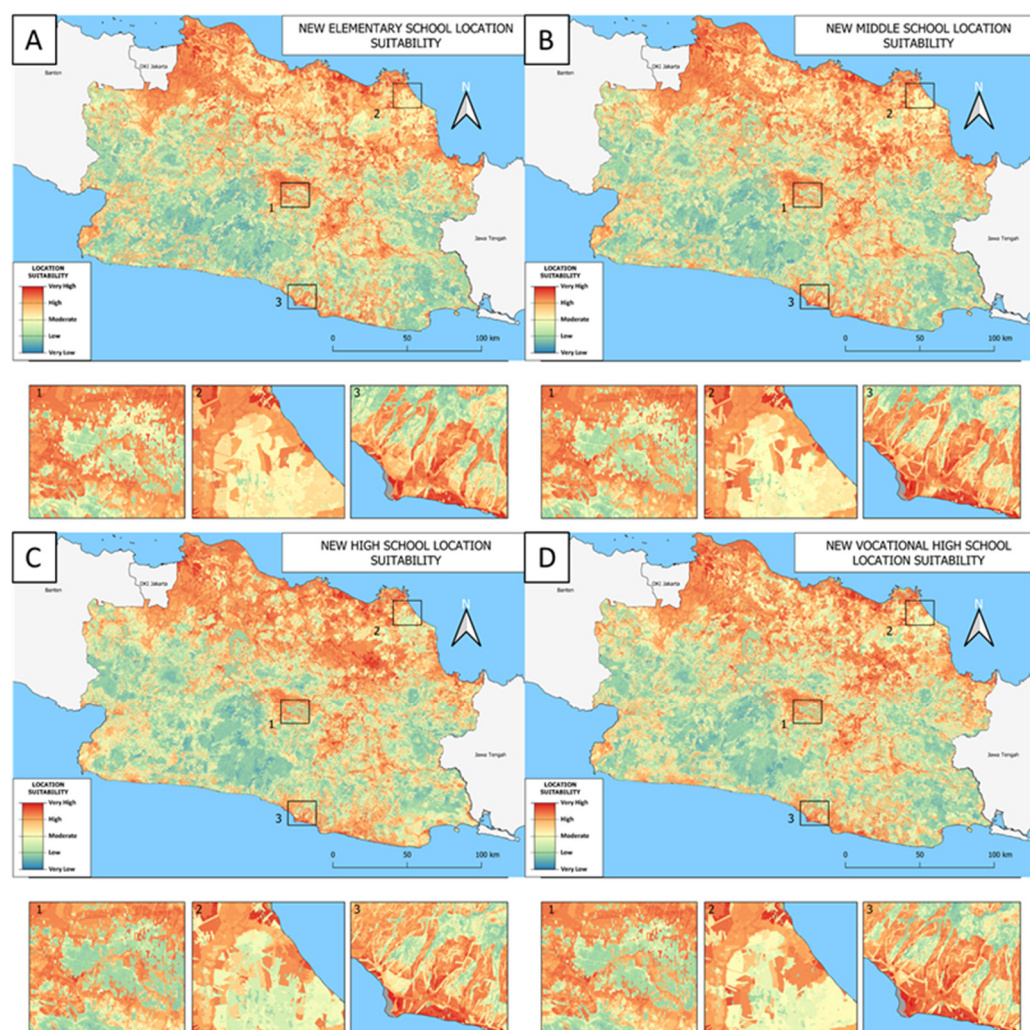 A
NEW ELEMENTARY SCHOOL LOCATION
SUITABILITY
Banten
DKI Jakarta
N
2
1
Jawa Tengah
3
LOCATION
SUITABILITY
Very High
High
Moderate
Low
Very Low
0 50 100 km
1 2 3
B
NEW MIDDLE SCHOOL LOCATION
SUITABILITY
Banten
DKI Jakarta
N
2
1
Jawa Tengah
3
LOCATION
SUITABILITY
Very High
High
Moderate
Low
Very Low
0 50 100 km
1 2 3
C
NEW HIGH SCHOOL LOCATION
SUITABILITY
Banten
DKI Jakarta
N
2
1
Jawa Tengah
3
LOCATION
SUITABILITY
Very High
High
Moderate
Low
Very Low
0 50 100 km
1 2 3
D
NEW VOCATIONAL HIGH SCHOOL
LOCATION SUITABILITY
Banten
DKI Jakarta
N
2
1
Jawa Tengah
3
LOCATION
SUITABILITY
Very High
High
Moderate
Low
Very Low
0 50 100 km
1 2 3